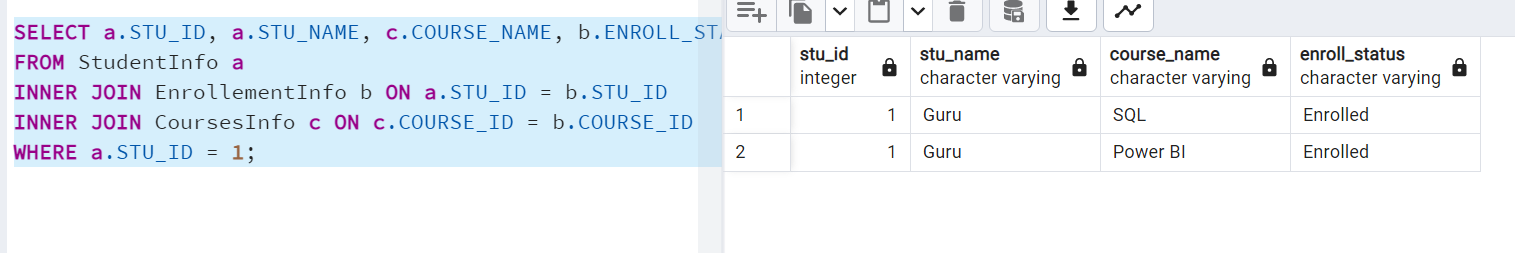 SELECT a.STU_ID, a.STU_NAME, c.COURSE_NAME, b.ENROLL_STA
FROM StudentInfo a
INNER JOIN EnrollementInfo b ON a.STU_ID = b.STU_ID
INNER JOIN CoursesInfo c ON c.COURSE_ID = b.COURSE_ID
WHERE a.STU_ID = 1;
stu_id stu_name course_name enroll_status
integer character varying character varying character varying
1 1 Guru SQL Enrolled
2 1 Guru Power BI Enrolled